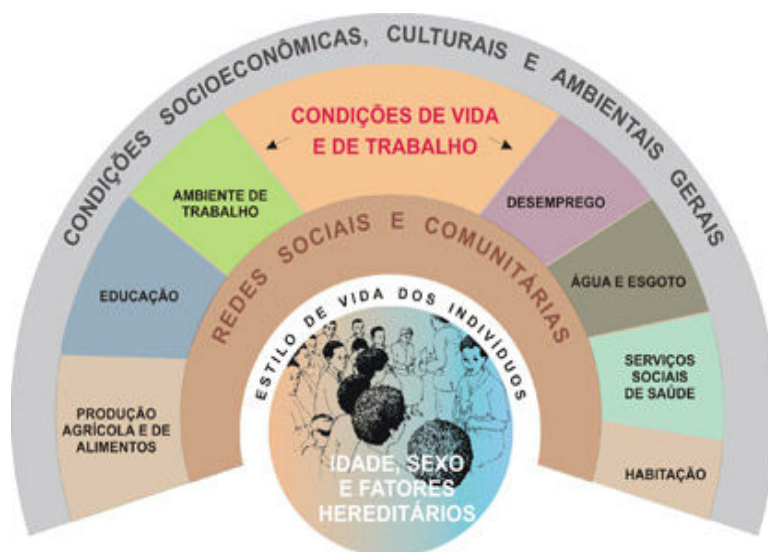 CONDIÇÕES SOCIOECONÔMICAS, CULTURAIS E AMBIENTAIS GERAIS
CONDIÇÕES DE VIDA
E DE TRABALHO
AMBIENTE DE
TRABALHO
DESEMPREGO
EDUCAÇÃO
ÁGUA E ESGOTO
PRODUÇÃO
AGRÍCOLA E DE
ALIMENTOS
SERVIÇOS
SOCIAIS
DE SAÚDE
HABITAÇÃO
REDES SOCIAIS E COMUNITÁRIAS
ESTILO DE VIDA DOS INDIVÍDUOS
IDADE, SEXO
E FATORES
HEREDITÁRIOS